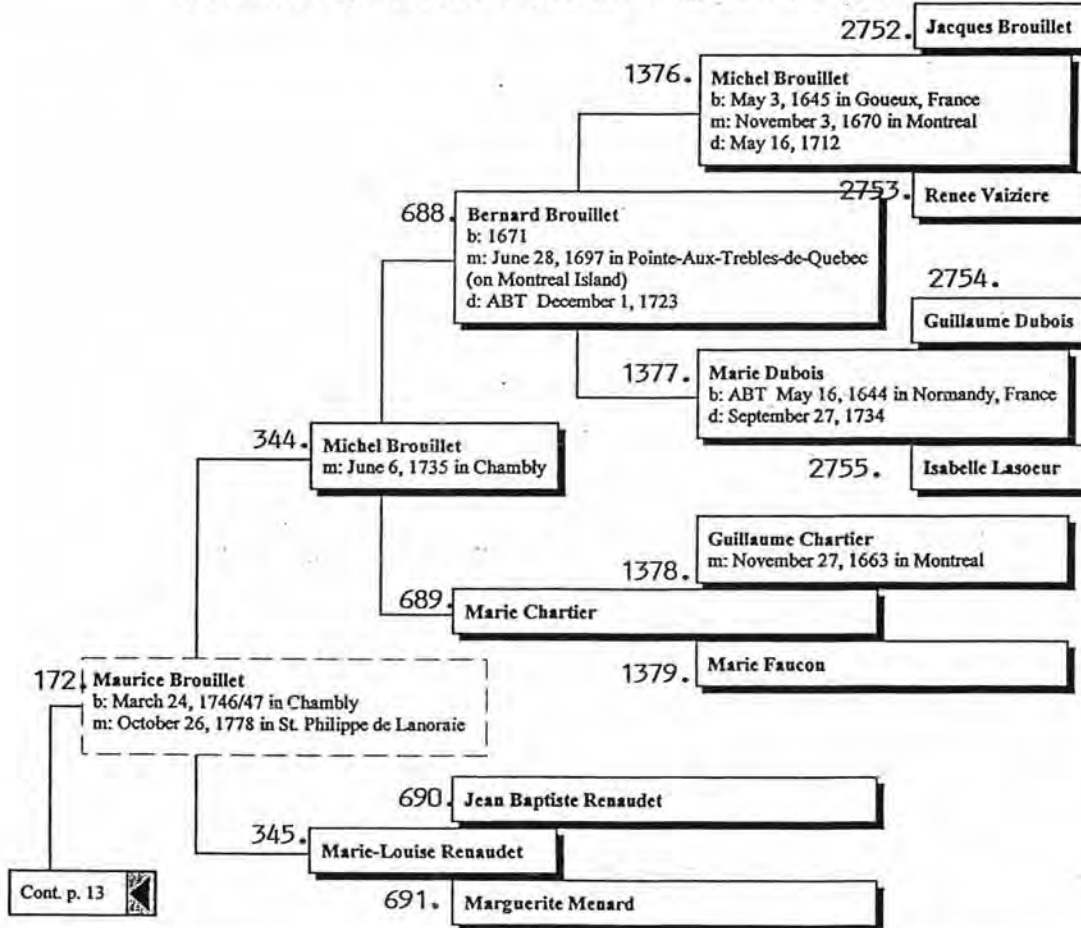 2752. Jacques Brouillet
1376. Michel Brouillet
b: May 3, 1645 in Goueux, France
m: November 3, 1670 in Montreal
d: May 16, 1712
2753. Renee Vaiziere
688. Bernard Brouillet
b: 1671
m: June 28, 1697 in Pointe-Aux-Trebles-de-Quebec
(on Montreal Island)
d: ABT December 1, 1723
2754.
Guillaume Dubois
1377. Marie Dubois
b: ABT May 16, 1644 in Normandy, France
d: September 27, 1734
2755. Isabelle Lasoeur
344. Michel Brouillet
m: June 6, 1735 in Chambly
1378. Guillaume Chartier
m: November 27, 1663 in Montreal
689. Marie Chartier
1379. Marie Faucon
172. Maurice Brouillet
b: March 24, 1746/47 in Chambly
m: October 26, 1778 in St. Philippe de Lanoraie
690. Jean Baptiste Renaudet
345. Marie-Louise Renaudet
691. Marguerite Menard
Cont. p. 13